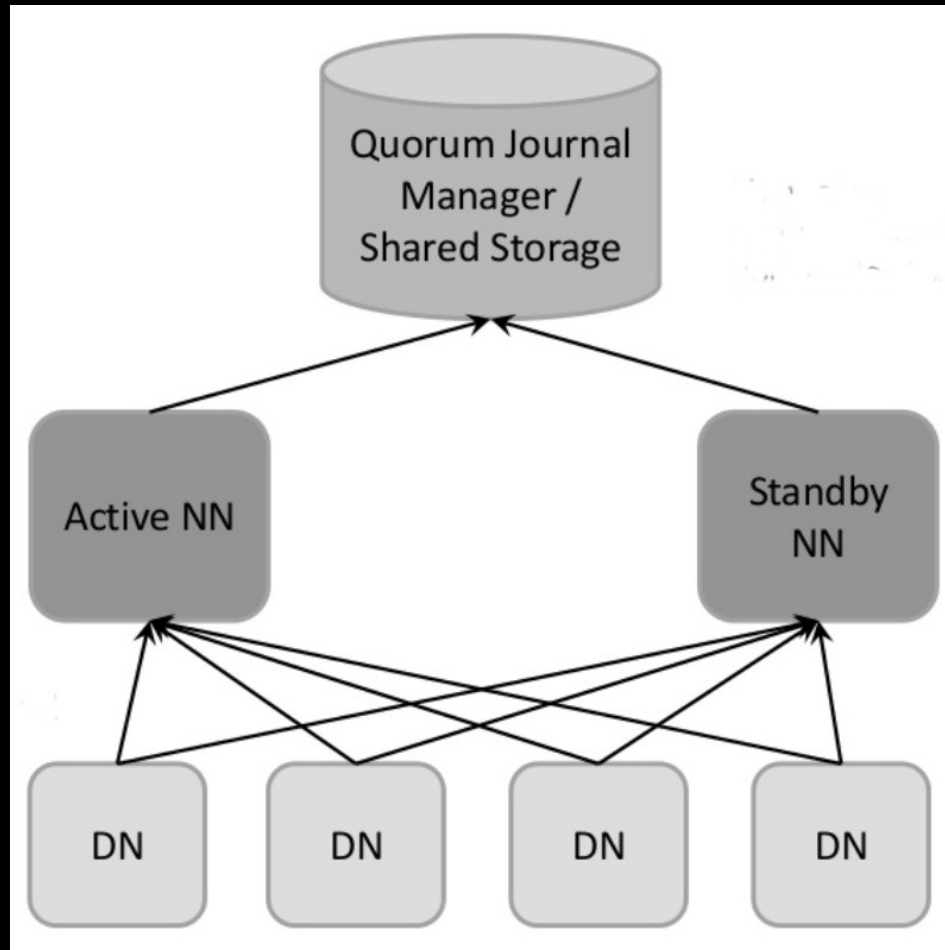 Quorum Journal
Manager /
Shared Storage
Active NN
Standby
NN
DN
DN
DN
DN